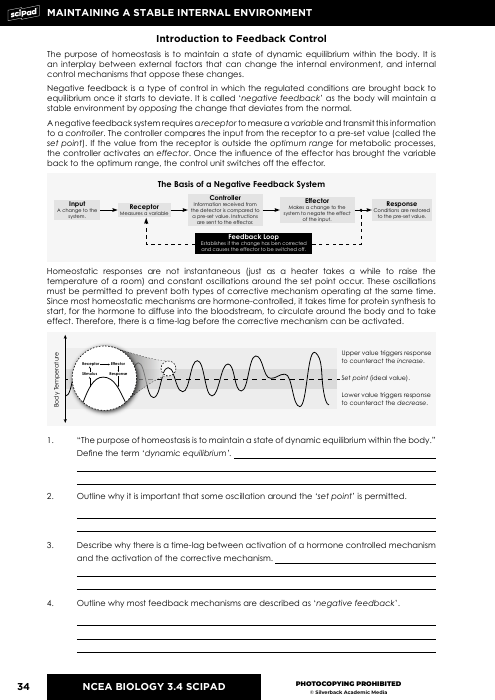 scipad MAINTAINING A STABLE INTERNAL ENVIRONMENT
Introduction to Feedback Control
The purpose of homeostasis is to maintain a state of dynamic equilibrium within the body. It is
an interplay between external factors that can change the internal environment, and internal
control mechanisms that oppose these changes.
Negative feedback is a type of control in which the regulated conditions are brought back to
equilibrium once it starts to deviate. It is called 'negative feedback' as the body will maintain a
stable environment by opposing the change that deviates from the normal.
A negative feedback system requires a receptor to measure a variable and transmit this information
to a controller. The controller compares the input from the receptor to a pre-set value (called the
set point). If the value from the receptor is outside the optimum range for metabolic processes,
the controller activates an effector. Once the influence of the effector has brought the variable
back to the optimum range, the control unit switches off the effector.
The Basis of a Negative Feedback System
Input
A change to the
system.
Receptor
Measures a variable.
Controller
Information received from
the detector is compared to
a pre-set value. Instructions
are sent to the effector.
Effector
Makes a change to the
system to negate the effect
of the input.
Response
Conditions are restored
to the pre-set value.
Feedback Loop
Establishes if the change has been corrected
and causes the effector to be switched off.
Homeostatic responses are not instantaneous (just as a heater takes a while to raise the
temperature of a room) and constant oscillations around the set point occur. These oscillations
must be permitted to prevent both types of corrective mechanism operating at the same time.
Since most homeostatic mechanisms are hormone-controlled, it takes time for protein synthesis to
start, for the hormone to diffuse into the bloodstream, to circulate around the body and to take
effect. Therefore, there is a time-lag before the corrective mechanism can be activated.
Body Temperature
Receptor
Effector
Stimulus
Response
Upper value triggers response
to counteract the increase.
Set point (ideal value).
Lower value triggers response
to counteract the decrease.
1. "The purpose of homeostasis is to maintain a state of dynamic equilibrium within the body."
Define the term 'dynamic equilibrium'.
2. Outline why it is important that some oscillation around the 'set point' is permitted.
3. Describe why there is a time-lag between activation of a hormone controlled mechanism
and the activation of the corrective mechanism.
4. Outline why most feedback mechanisms are described as 'negative feedback'.
34 NCEA BIOLOGY 3.4 SCIPAD
PHOTOCOPYING PROHIBITED
© Silverback Academic Media